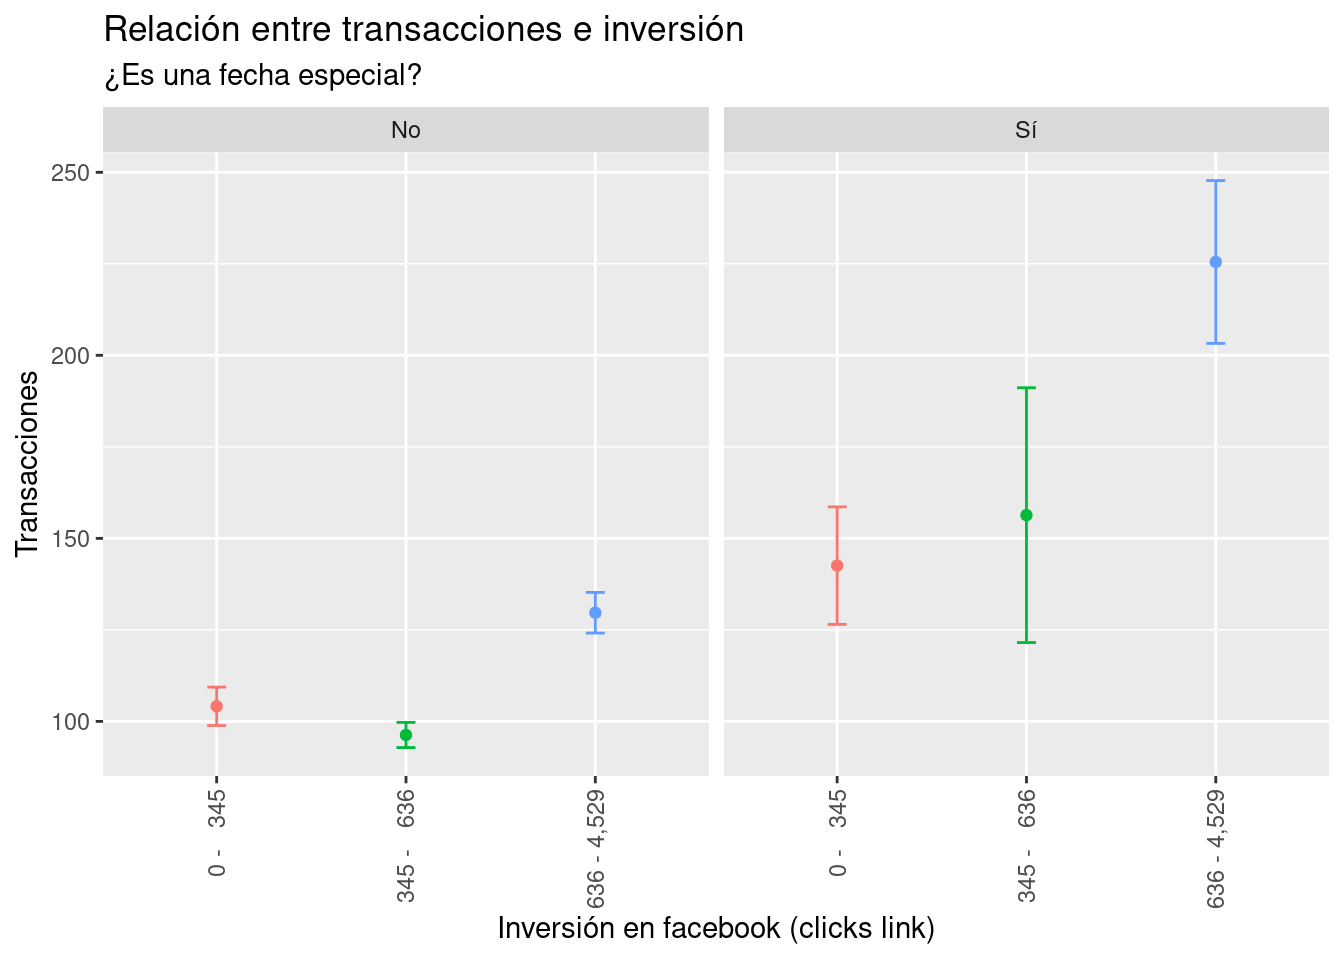 Relación entre transacciones e inversión
¿Es una fecha especial?
No
Sí
250
200
150
100
Transacciones
0 - 345
345 - 636
636 - 4,529
0 - 345
345 - 636
636 - 4,529
Inversión en facebook (clicks link)